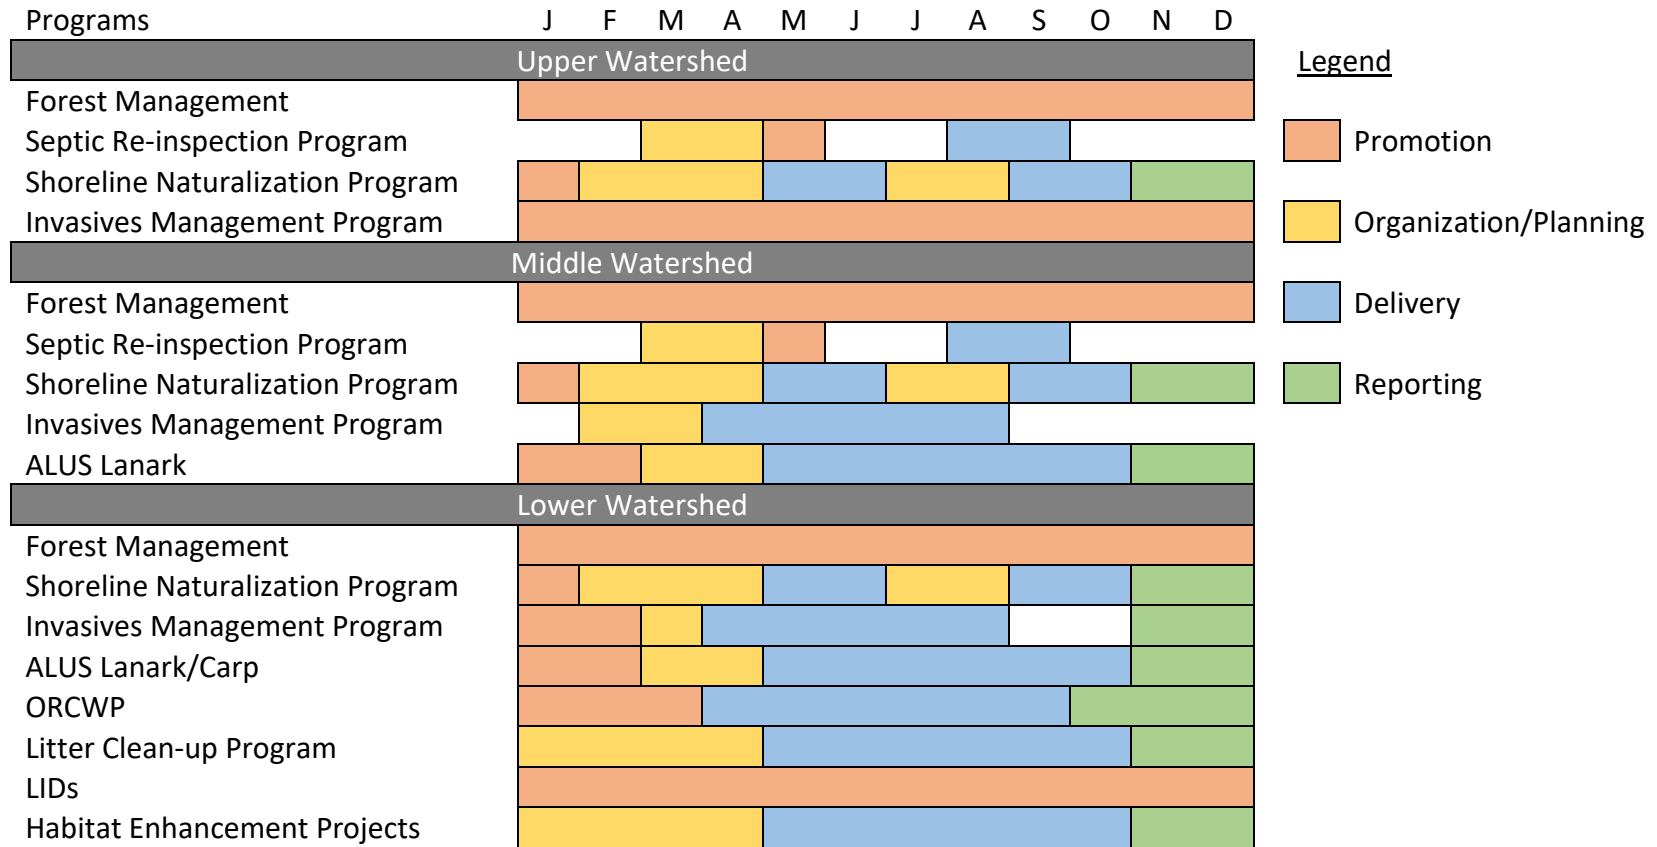 Programs J F M A M J J A S O N D
Upper Watershed
Legend
Forest Management
Septic Re-inspection Program
Promotion
Shoreline Naturalization Program
Invasives Management Program
Organization/Planning
Middle Watershed
Forest Management
Delivery
Septic Re-inspection Program
Shoreline Naturalization Program
Reporting
Invasives Management Program
ALUS Lanark
Lower Watershed
Forest Management
Shoreline Naturalization Program
Invasives Management Program
ALUS Lanark/Carp
ORCWP
Litter Clean-up Program
LIDs
Habitat Enhancement Projects